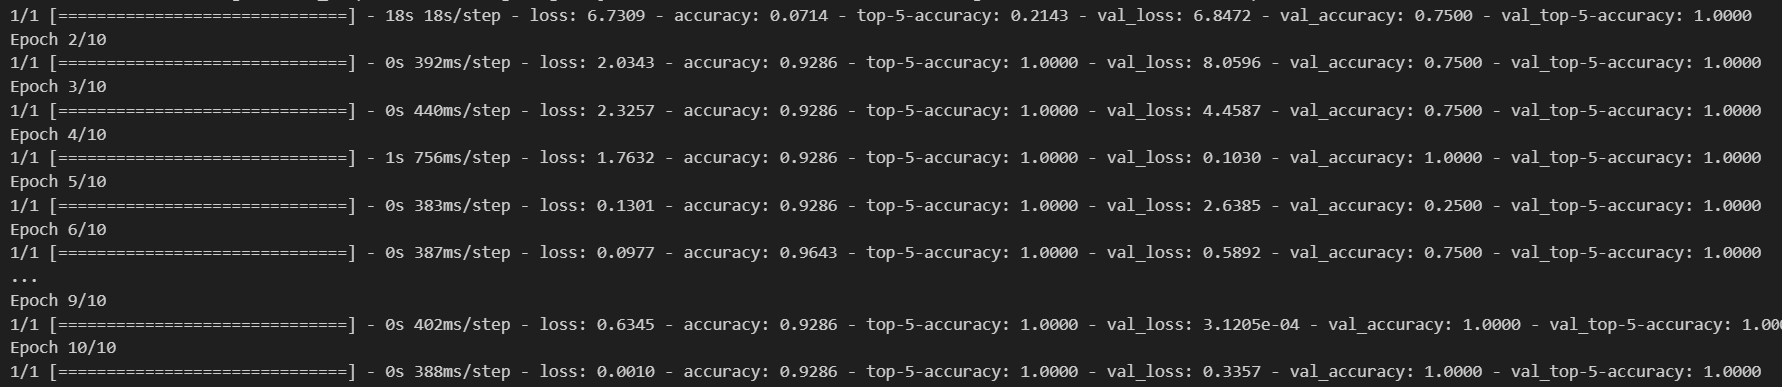 1/1 [==============================] - 18s 18s/step - loss: 6.7309 - accuracy: 0.0714 - top-5-accuracy: 0.2143 - val_loss: 6.8472 - val_accuracy: 0.7500 - val_top-5-accuracy: 1.0000
Epoch 2/10
1/1 [==============================] - 0s 392ms/step - loss: 2.0343 - accuracy: 0.9286 - top-5-accuracy: 1.0000 - val_loss: 8.0596 - val_accuracy: 0.7500 - val_top-5-accuracy: 1.0000
Epoch 3/10
1/1 [==============================] - 0s 440ms/step - loss: 2.3257 - accuracy: 0.9286 - top-5-accuracy: 1.0000 - val_loss: 4.4587 - val_accuracy: 0.7500 - val_top-5-accuracy: 1.0000
Epoch 4/10
1/1 [==============================] - 1s 756ms/step - loss: 1.7632 - accuracy: 0.9286 - top-5-accuracy: 1.0000 - val_loss: 0.1030 - val_accuracy: 1.0000 - val_top-5-accuracy: 1.0000
Epoch 5/10
1/1 [==============================] - 0s 383ms/step - loss: 0.1301 - accuracy: 0.9286 - top-5-accuracy: 1.0000 - val_loss: 2.6385 - val_accuracy: 0.2500 - val_top-5-accuracy: 1.0000
Epoch 6/10
1/1 [==============================] - 0s 387ms/step - loss: 0.0977 - accuracy: 0.9643 - top-5-accuracy: 1.0000 - val_loss: 0.5892 - val_accuracy: 0.7500 - val_top-5-accuracy: 1.0000
...
Epoch 9/10
1/1 [==============================] - 0s 402ms/step - loss: 0.6345 - accuracy: 0.9286 - top-5-accuracy: 1.0000 - val_loss: 3.1205e-04 - val_accuracy: 1.0000 - val_top-5-accuracy: 1.00
Epoch 10/10
1/1 [==============================] - 0s 388ms/step - loss: 0.0010 - accuracy: 0.9286 - top-5-accuracy: 1.0000 - val_loss: 0.3357 - val_accuracy: 1.0000 - val_top-5-accuracy: 1.0000